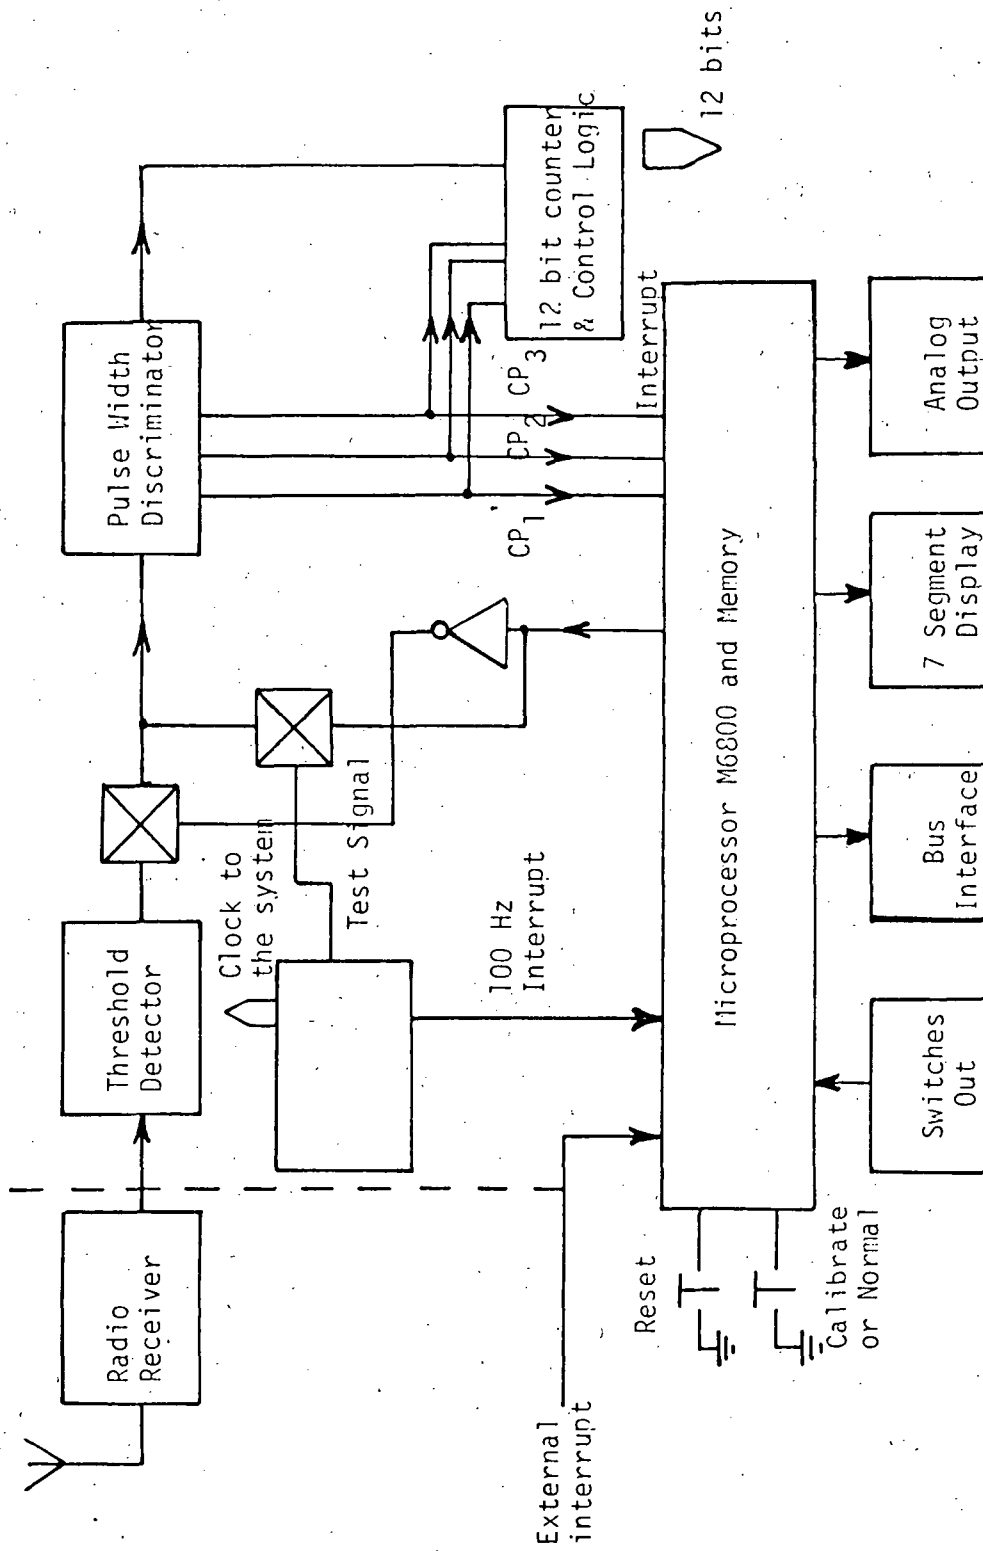 Radio
Receiver
Threshold
Detector
Pulse Width
Discriminator
Clock to
the system
Test Signal
100 Hz
Interrupt
CP1
CP2
CP3
12 bit counter
& Control Logic
12 bits
Interrupt
External
interrupt
Reset
Calibrate
or Normal
Microprocessor M6800 and Memory
Switches
Out
Bus
Interface
7 Segment
Display
Analog
Output